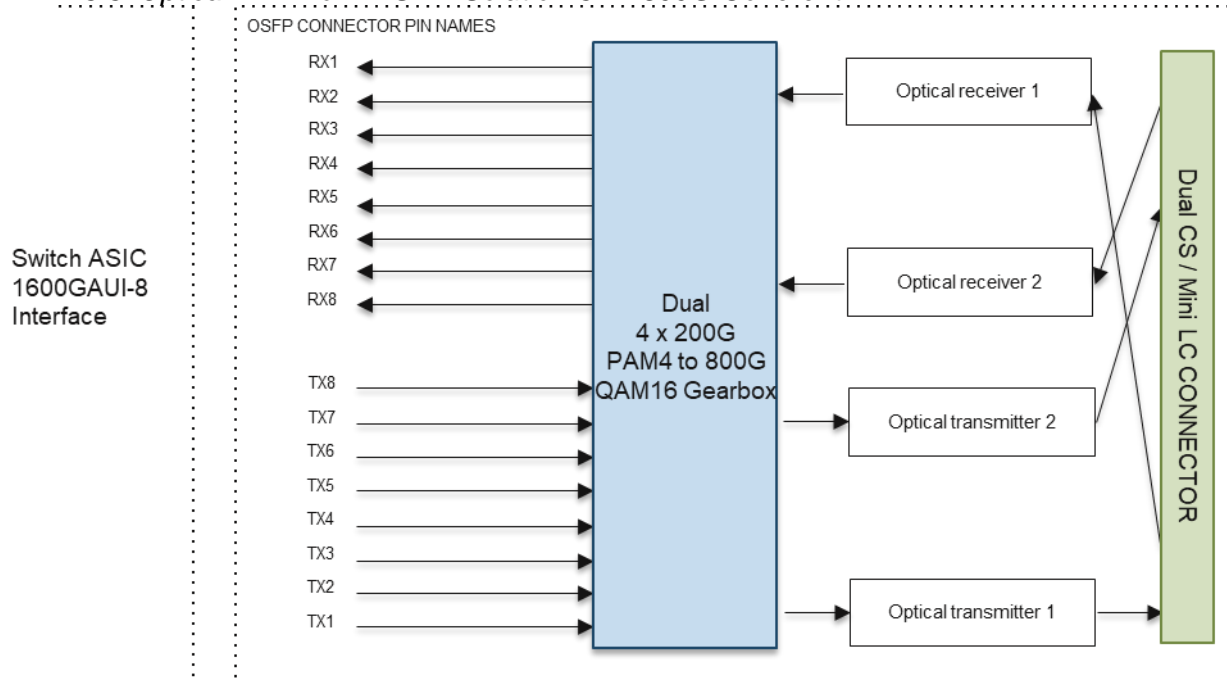 OSFP CONNECTOR PIN NAMES
RX1
RX2
RX3
RX4
RX5
RX6
RX7
RX8
TX8
TX7
TX6
TX5
TX4
TX3
TX2
TX1
Switch ASIC
1600GAUI-8
Interface
Dual
4 x 200G
PAM4 to 800G
QAM16 Gearbox
Optical receiver 1
Optical receiver 2
Optical transmitter 2
Optical transmitter 1
Dual CS / Mini LC CONNECTOR